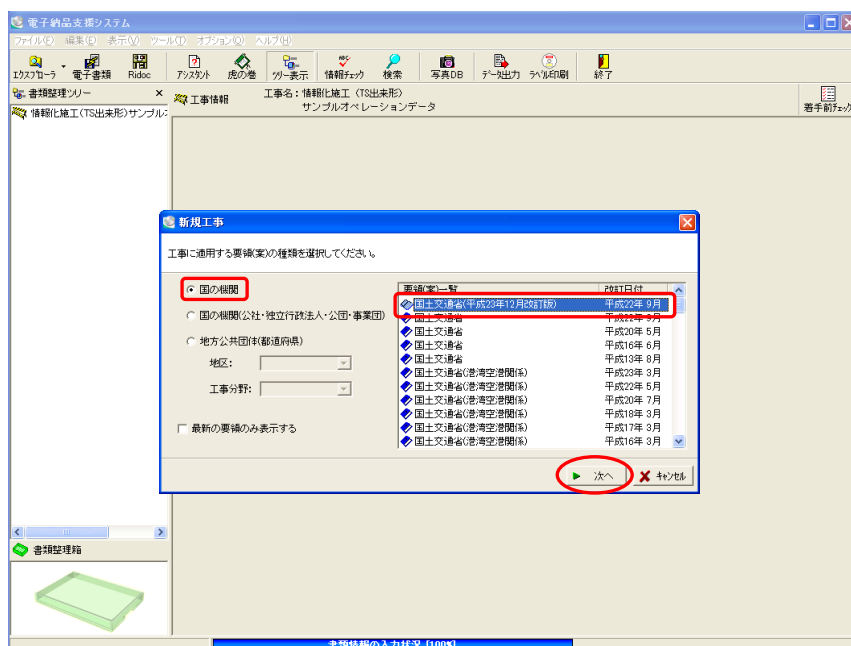 電子納品支援システム
ファイル(F) 編集(E) 表示(V) ツール(T) オプション(O) ヘルプ(H)
ｴｸｽﾌﾟﾛｰﾗ 電子書類 Ridoc ｱｼｽﾀﾝﾄ 虎の巻 ﾂﾘｰ表示 情報ﾁｪｯｸ 検索 写真DB ﾃﾞｰﾀ出力 ﾗﾍﾞﾙ印刷 終了
書類整理ツリー ×
情報化施工(TS出来形)サンプルオ
工事情報
工事名：情報化施工（TS出来形）
サンプルオペレーションデータ
着手前ﾁｪｯｸ
新規工事
工事に適用する要領(案)の種類を選択してください。
国の機関
国の機関(公社・独立行政法人・公団・事業団)
地方公共団体(都道府県)
地区：
工事分野：
最新の要領のみ表示する
要領(案)一覧 改訂日付
国土交通省(平成23年12月改訂版) 平成22年 9月
国土交通省 平成22年 9月
国土交通省 平成20年 5月
国土交通省 平成16年 6月
国土交通省 平成13年 8月
国土交通省(港湾空港関係) 平成23年 3月
国土交通省(港湾空港関係) 平成22年 5月
国土交通省(港湾空港関係) 平成20年 7月
国土交通省(港湾空港関係) 平成18年 3月
国土交通省(港湾空港関係) 平成17年 3月
国土交通省(港湾空港関係) 平成16年 3月
次へ ｷｬﾝｾﾙ
書類整理箱
書類情報の入力状況 [100%]